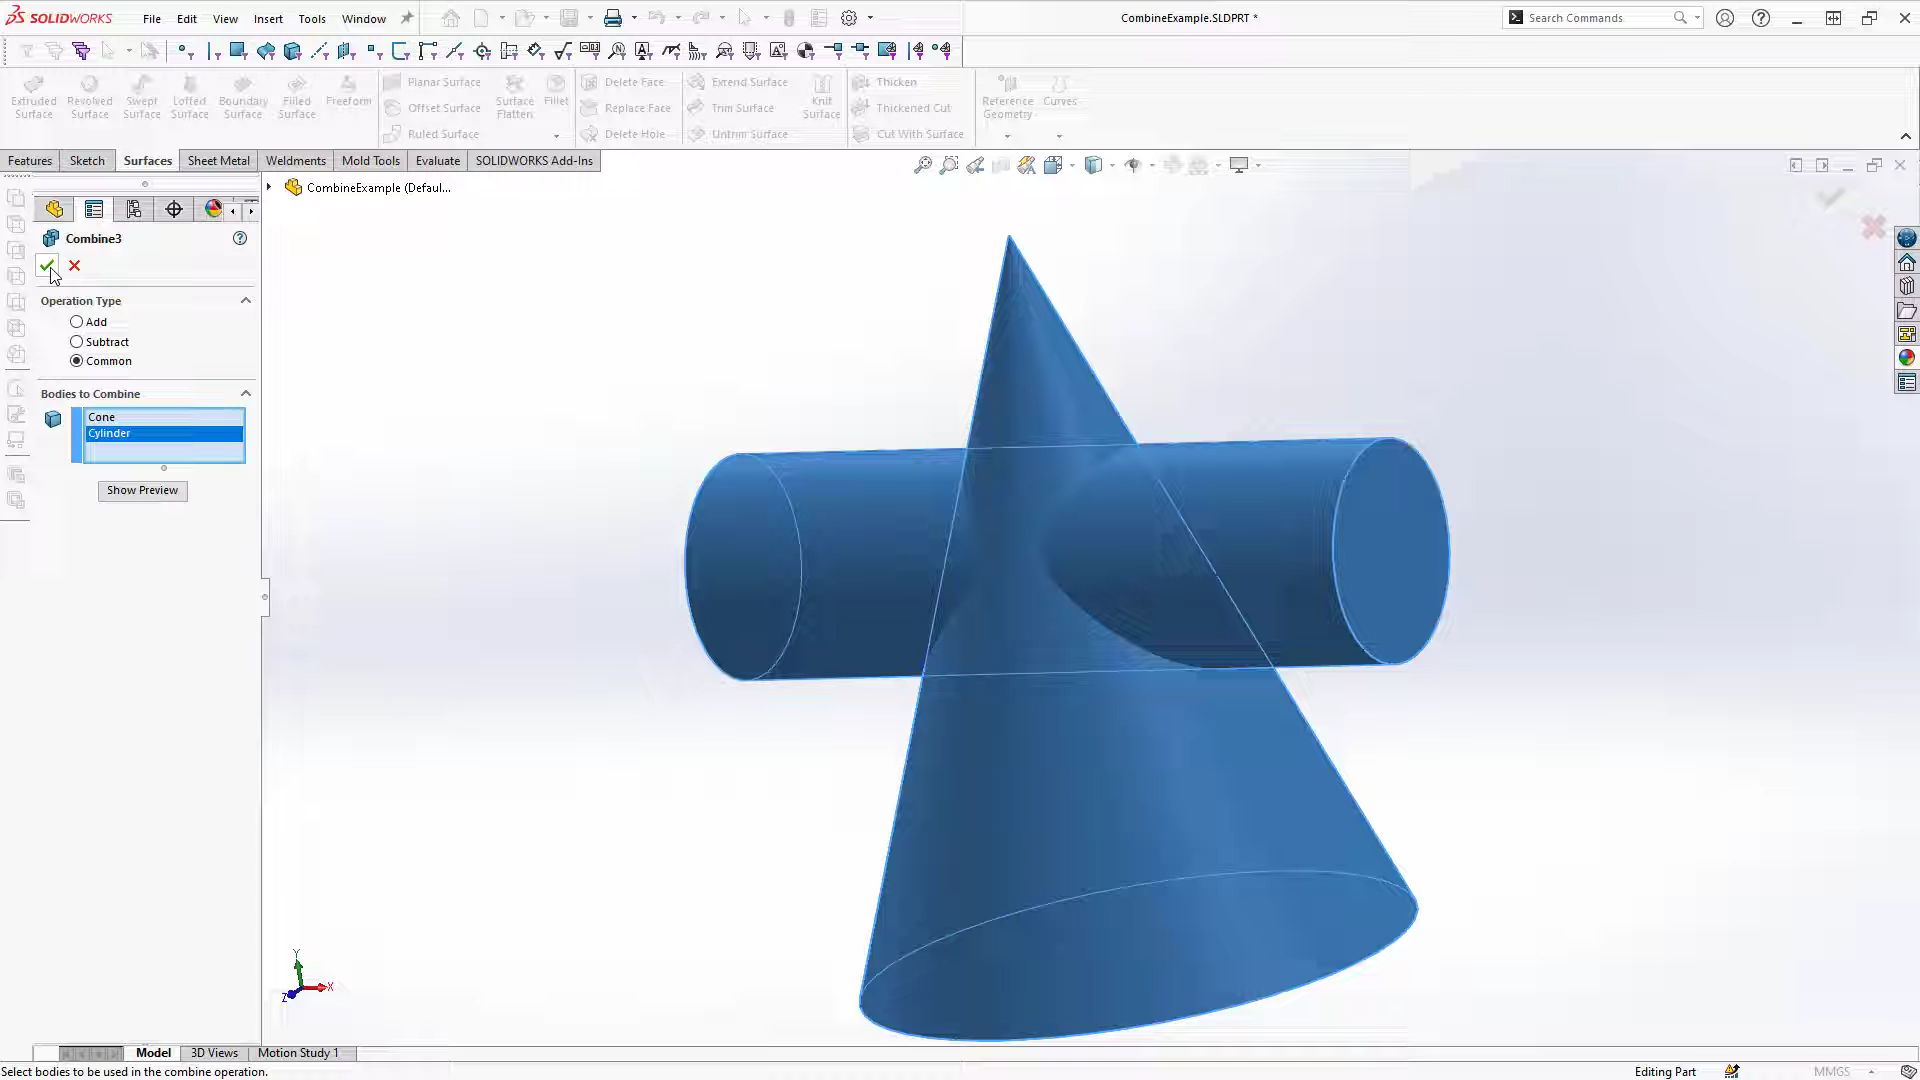 SOLIDWORKS File Edit View Insert Tools Window CombineExample.SLDPRT * Search Commands
Extruded Surface Revolved Surface Swept Surface Lofted Surface Boundary Surface Filled Surface Freeform Planar Surface Offset Surface Ruled Surface Surface Flatten Fillet Delete Face Replace Face Delete Hole Extend Surface Trim Surface Untrim Surface Knit Surface Thicken Thickened Cut Cut With Surface Reference Geometry Curves
Features Sketch Surfaces Sheet Metal Weldments Mold Tools Evaluate SOLIDWORKS Add-Ins
CombineExample (Defaul...
Combine3
Operation Type
Add
Subtract
Common
Bodies to Combine
Cone
Cylinder
Show Preview
Y
Z X
Model 3D Views Motion Study 1
Select bodies to be used in the combine operation. Editing Part MMGS